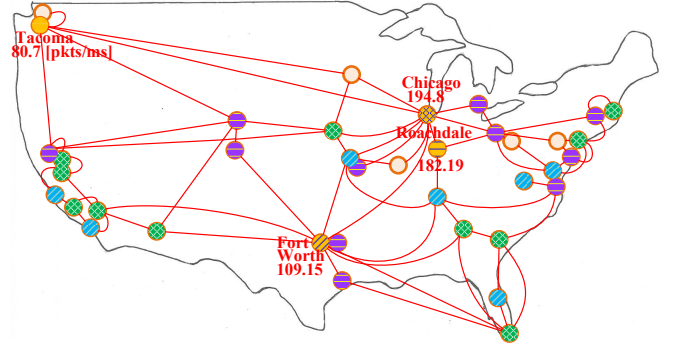 Tacoma
80.7 [pkts/ms]
Chicago
194.8
Roachdale
182.19
Fort
Worth
109.15